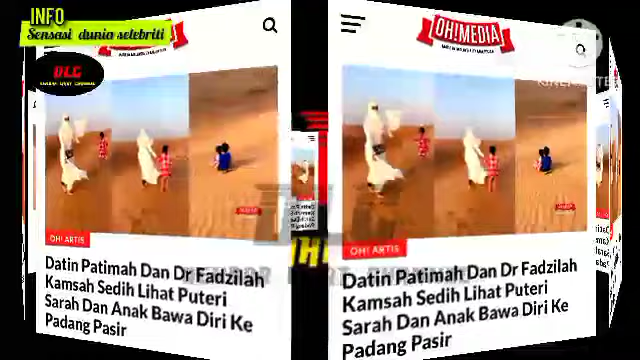 INFO
Sensasi dunia selebriti
DLG
OH! ARTIS
Datin Patimah Dan Dr Fadzilah
Kamsah Sedih Lihat Puteri
Sarah Dan Anak Bawa Diri Ke
Padang Pasir
OH!MEDIA
OH! ARTIS
Datin Patimah Dan Dr Fadzilah
Kamsah Sedih Lihat Puteri
Sarah Dan Anak Bawa Diri Ke
Padang Pasir